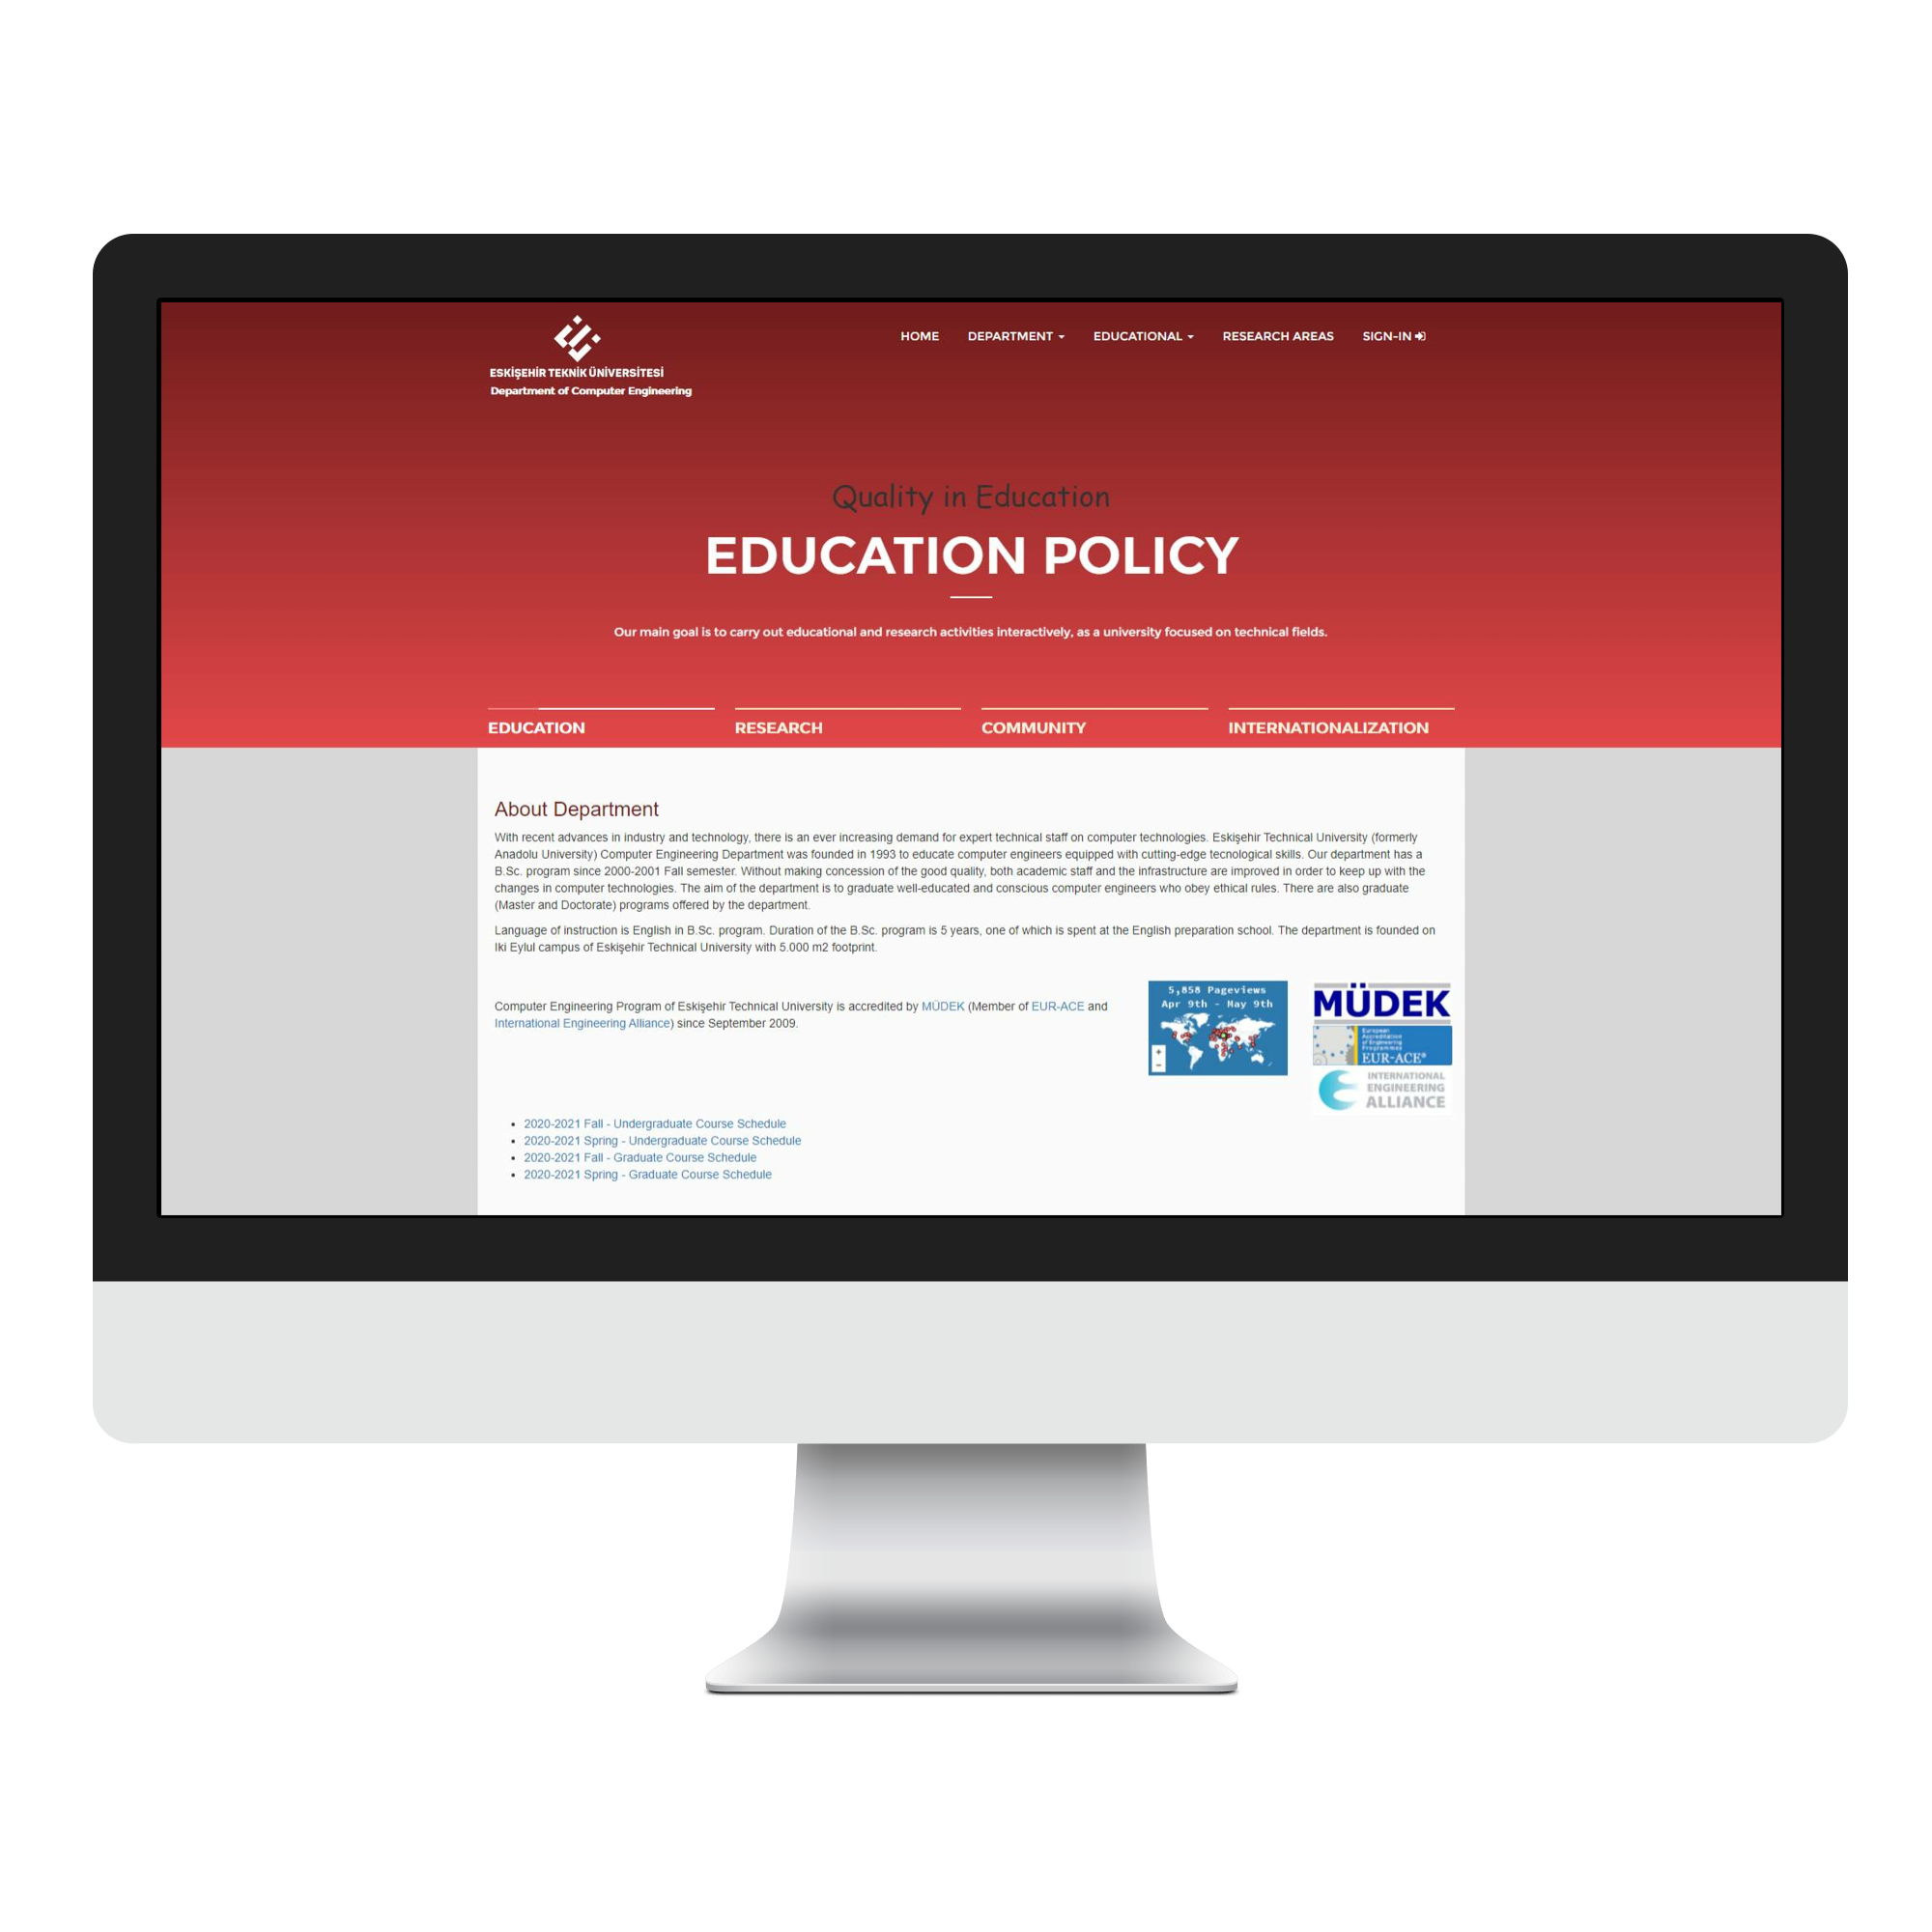 ESKİŞEHİR TEKNİK ÜNİVERSİTESİ
Department of Computer Engineering
HOME DEPARTMENT EDUCATIONAL RESEARCH AREAS SIGN-IN
Quality in Education
EDUCATION POLICY
Our main goal is to carry out educational and research activities interactively, as a university focused on technical fields.
EDUCATION RESEARCH COMMUNITY INTERNATIONALIZATION
About Department
With recent advances in industry and technology, there is an ever increasing demand for expert technical staff on computer technologies. Eskişehir Technical University (formerly
Anadolu University) Computer Engineering Department was founded in 1993 to educate computer engineers equipped with cutting-edge tecnological skills. Our department has a
B.Sc. program since 2000-2001 Fall semester. Without making concession of the good quality, both academic staff and the infrastructure are improved in order to keep up with the
changes in computer technologies. The aim of the department is to graduate well-educated and conscious computer engineers who obey ethical rules. There are also graduate
(Master and Doctorate) programs offered by the department.
Language of instruction is English in B.Sc. program. Duration of the B.Sc. program is 5 years, one of which is spent at the English preparation school. The department is founded on
Iki Eylul campus of Eskişehir Technical University with 5.000 m2 footprint.
Computer Engineering Program of Eskişehir Technical University is accredited by MÜDEK (Member of EUR-ACE and
International Engineering Alliance) since September 2009.
5,858 Pageviews
Apr 9th - May 9th
+
-
MÜDEK
European
Accreditation
of Engineering
Programmes
EUR-ACE®
INTERNATIONAL
ENGINEERING
ALLIANCE
• 2020-2021 Fall - Undergraduate Course Schedule
• 2020-2021 Spring - Undergraduate Course Schedule
• 2020-2021 Fall - Graduate Course Schedule
• 2020-2021 Spring - Graduate Course Schedule